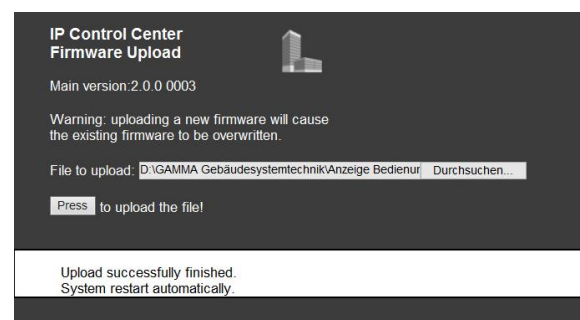 IP Control Center
Firmware Upload
Main version:2.0.0 0003
Warning: uploading a new firmware will cause
the existing firmware to be overwritten.
File to upload: D:\GAMMA Gebäudesystemtechnik\Anzeige Bedienur Durchsuchen...
Press to upload the file!
Upload successfully finished.
System restart automatically.